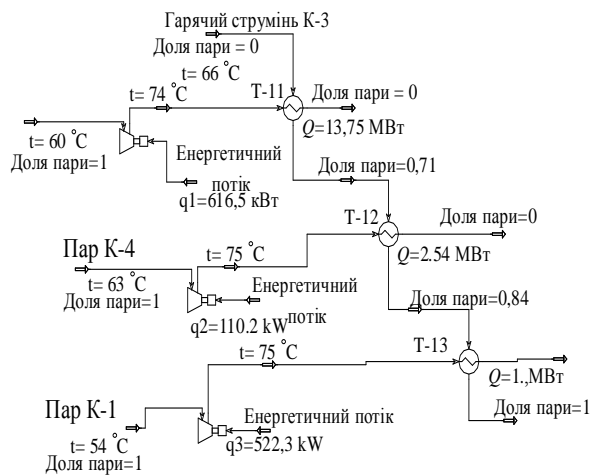 Гарячий струмінь К-3
Доля пари = 0
t= 66 °C
t= 74 °C
Т-11
Доля пари = 0
t= 60 °C
Доля пари=1
Q=13,75 МВт
Енергетичний
потік
q1=616,5 кВт
Доля пари=0,71
Т-12
Доля пари=0
Пар К-4
t= 75 °C
Q=2.54 МВт
t= 63 °C
Доля пари=1
Енергетичний
потік
q2=110.2 kW
Доля пари=0,84
t= 75 °C
Т-13
Q=1.,МВт
Пар К-1
Енергетичний потік
Доля пари=1
t= 54 °C
q3=522,3 kW
Доля пари=1